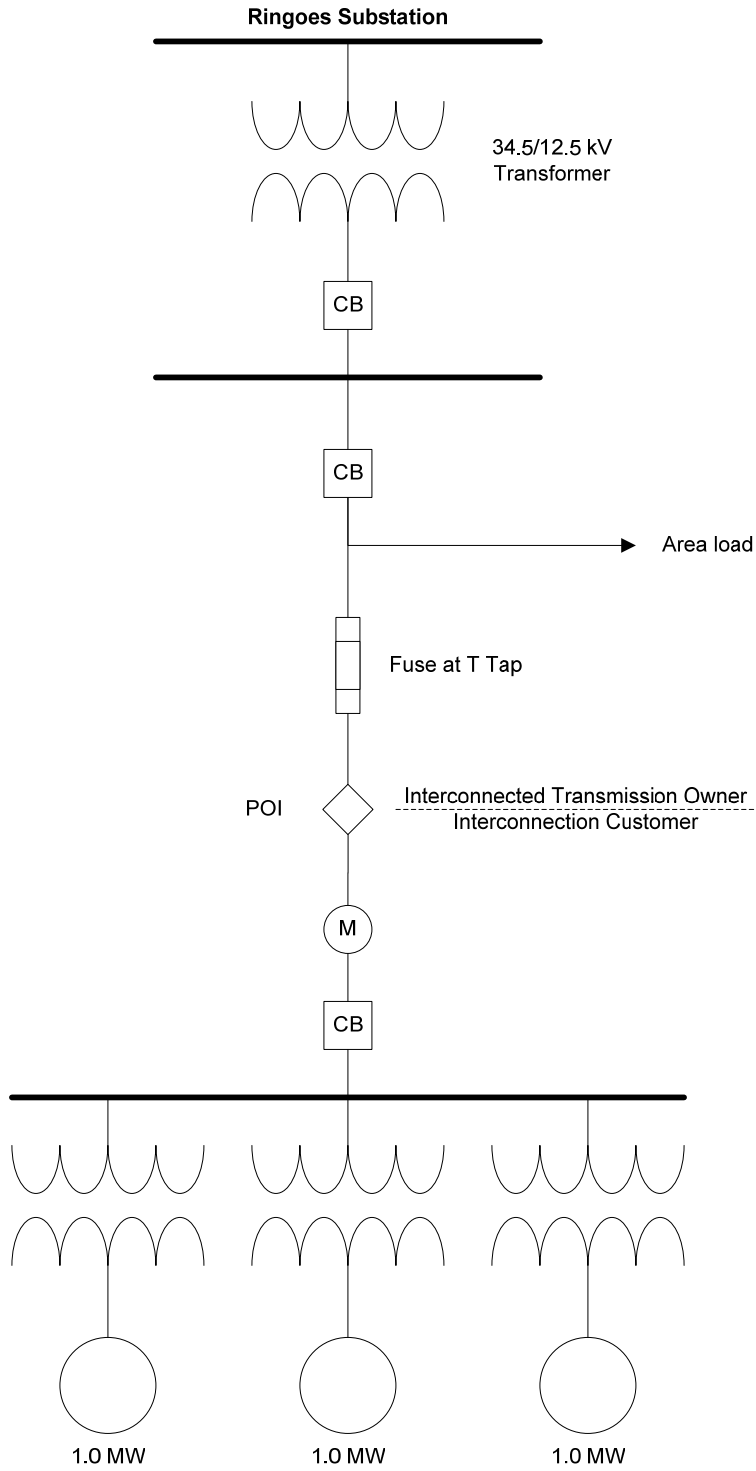 Ringoes Substation
34.5/12.5 kV
Transformer
CB
CB
Area load
Fuse at T Tap
POI
Interconnected Transmission Owner
Interconnection Customer
M
CB
1.0 MW
1.0 MW
1.0 MW